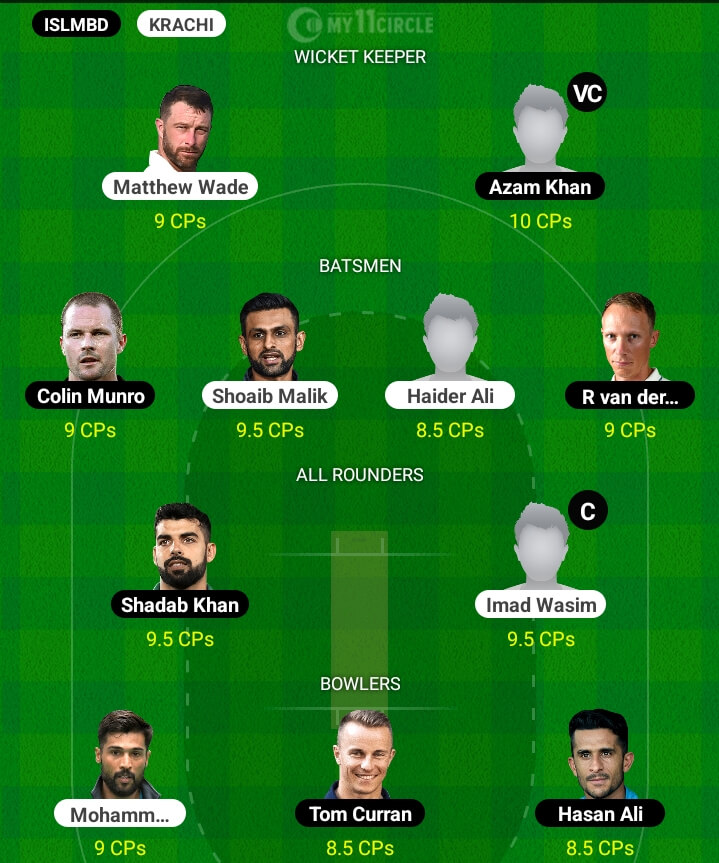 ISLMBD KRACHI MY11CIRCLE
WICKET KEEPER
VC
Matthew Wade Azam Khan
9 CPs 10 CPs
BATSMEN
Colin Munro Shoaib Malik Haider Ali R van der...
9 CPs 9.5 CPs 8.5 CPs 9 CPs
ALL ROUNDERS
C
Shadab Khan Imad Wasim
9.5 CPs 9.5 CPs
BOWLERS
Mohamm... Tom Curran Hasan Ali
9 CPs 8.5 CPs 8.5 CPs